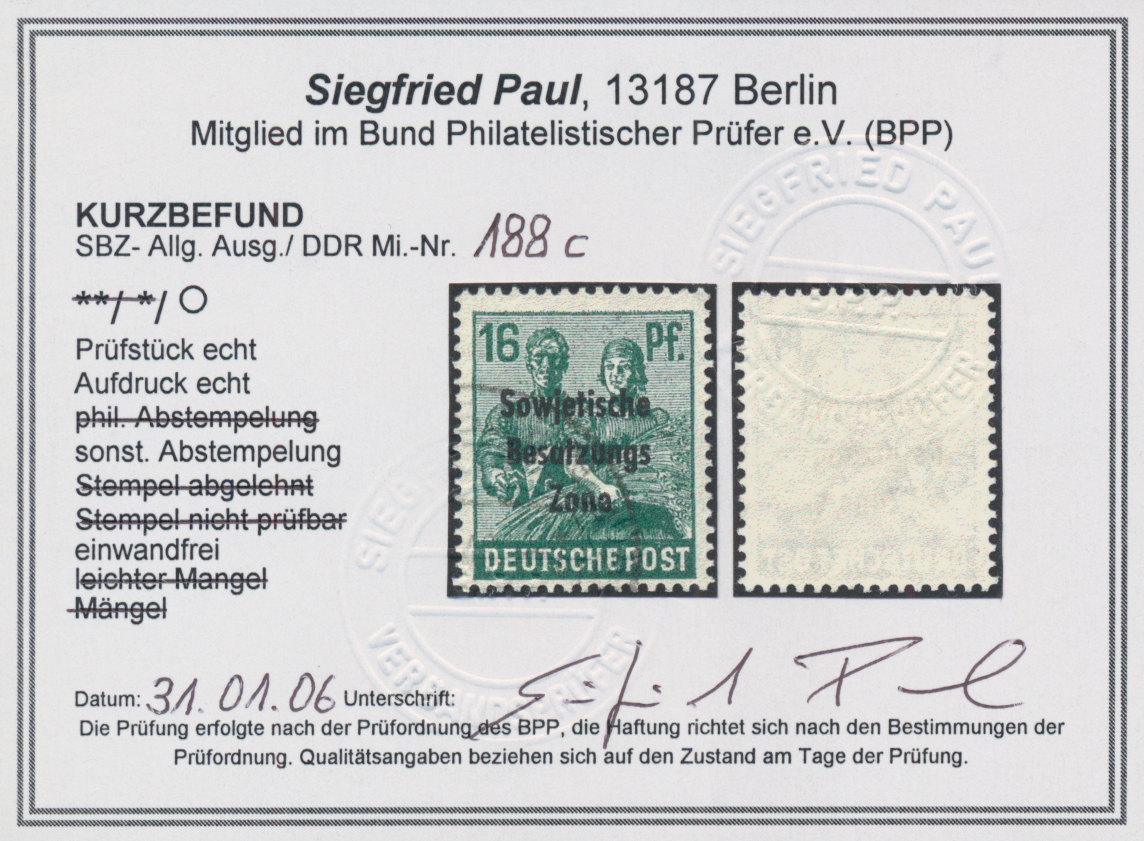 Siegfried Paul, 13187 Berlin
Mitglied im Bund Philatelistischer Prüfer e.V. (BPP)
KURZBEFUND
SBZ- Allg. Ausg./ DDR Mi.-Nr. 188 c
**/ */ O
Prüfstück echt
Aufdruck echt
phil. Abstempelung
sonst. Abstempelung
Stempel abgelehnt
Stempel nicht prüfbar
einwandfrei
leichter Mangel
Mängel
16 Pf.
Sowjetische
Besatzungs
Zone
DEUTSCHE POST
SIEGFRIED PAUL
B.P.P.
VERBANDSPRÜFER
SIEGFRIED
VERBANDSPRÜFER
Datum: 31.01.06 Unterschrift:
Die Prüfung erfolgte nach der Prüfordnung des BPP, die Haftung richtet sich nach den Bestimmungen der
Prüfordnung. Qualitätsangaben beziehen sich auf den Zustand am Tage der Prüfung.